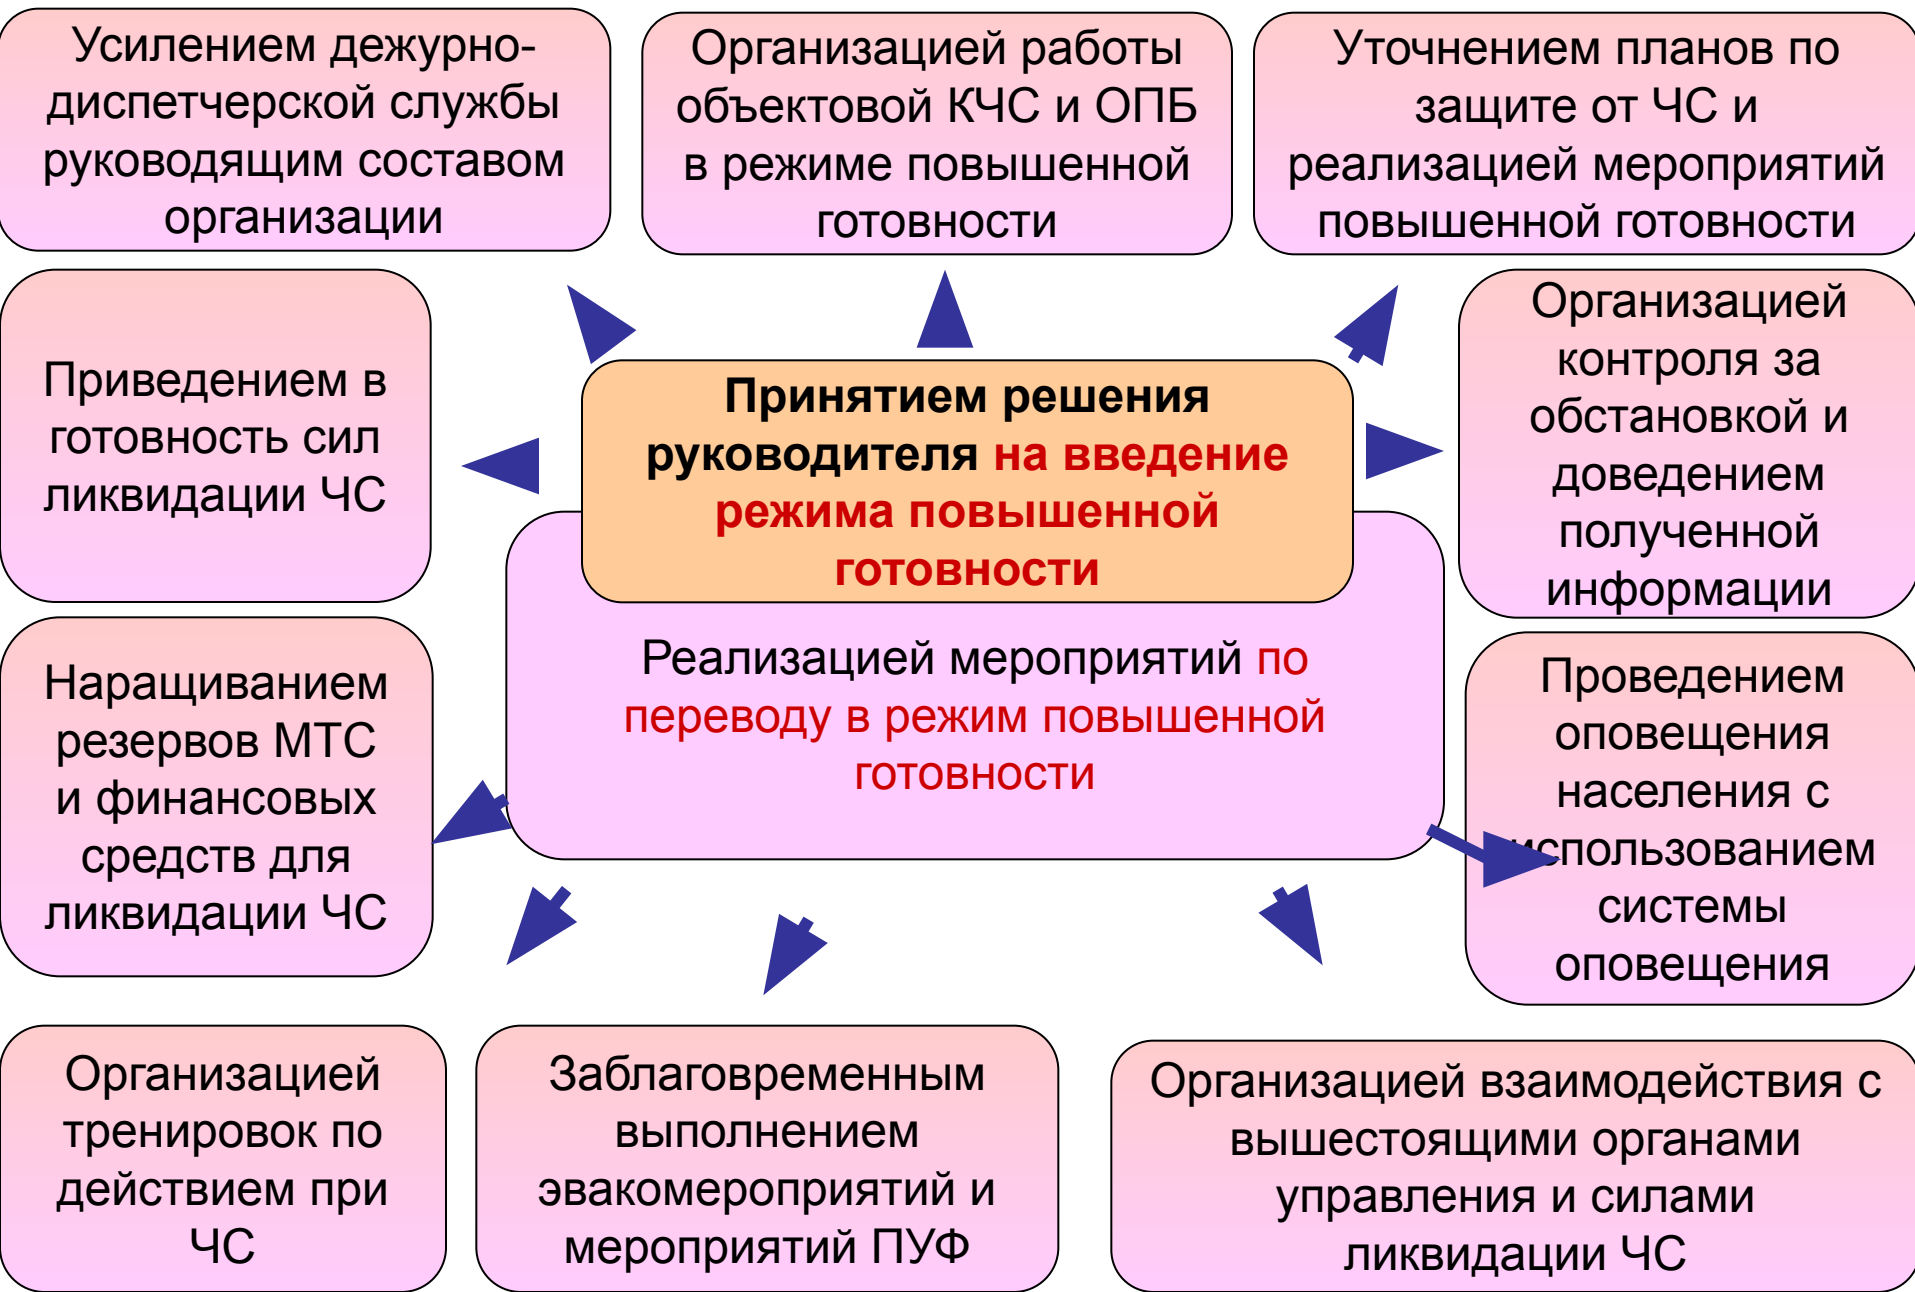 Усилением дежурно-
диспетчерской службы
руководящим составом
организации
Организацией работы
объектовой КЧС и ОПБ
в режиме повышенной
готовности
Уточнением планов по
защите от ЧС и
реализацией мероприятий
повышенной готовности
Приведением в
готовность сил
ликвидации ЧС
Принятием решения
руководителя на введение
режима повышенной
готовности
Организацией
контроля за
обстановкой и
доведением
полученной
информации
Реализацией мероприятий по
переводу в режим повышенной
готовности
Наращиванием
резервов МТС
и финансовых
средств для
ликвидации ЧС
Проведением
оповещения
населения с
использованием
системы
оповещения
Организацией
тренировок по
действием при
ЧС
Заблаговременным
выполнением
эвакомероприятий и
мероприятий ПУФ
Организацией взаимодействия с
вышестоящими органами
управления и силами
ликвидации ЧС